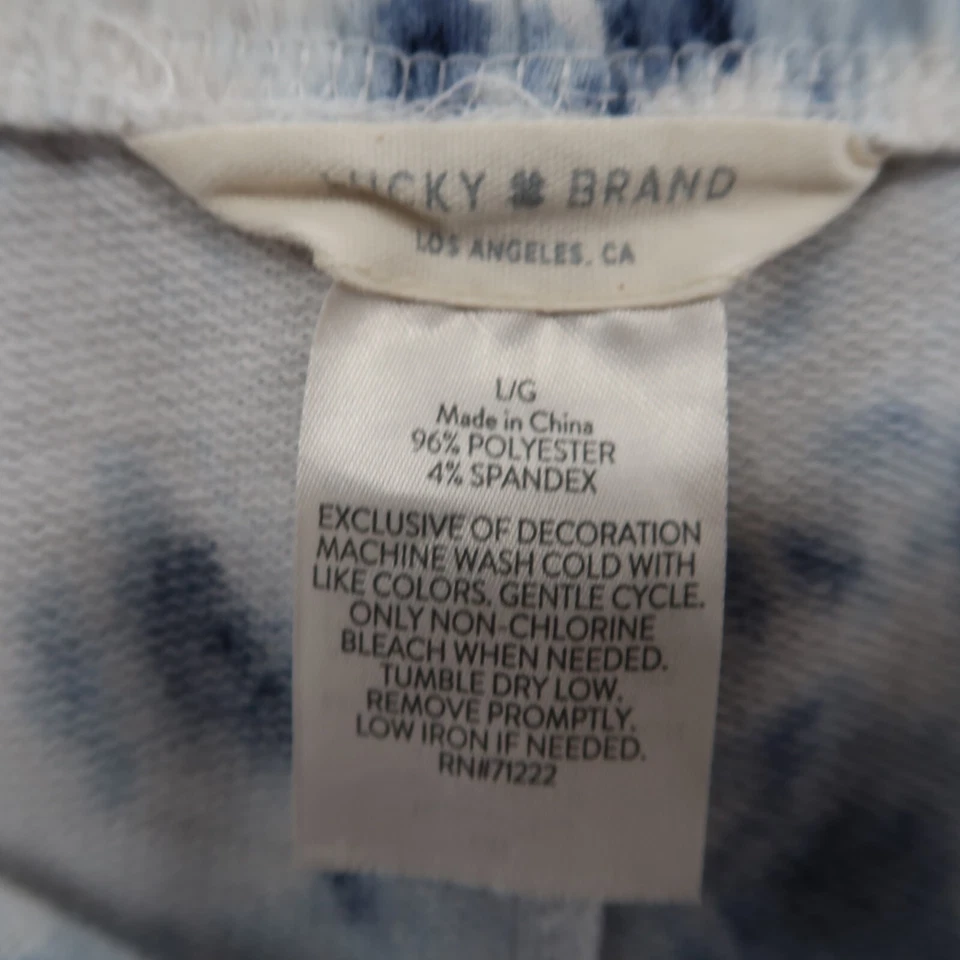 LUCKY BRAND
LOS ANGELES, CA
L/G
Made in China
96% POLYESTER
4% SPANDEX
EXCLUSIVE OF DECORATION
MACHINE WASH COLD WITH
LIKE COLORS. GENTLE CYCLE.
ONLY NON-CHLORINE
BLEACH WHEN NEEDED.
TUMBLE DRY LOW.
REMOVE PROMPTLY.
LOW IRON IF NEEDED.
RN#71222